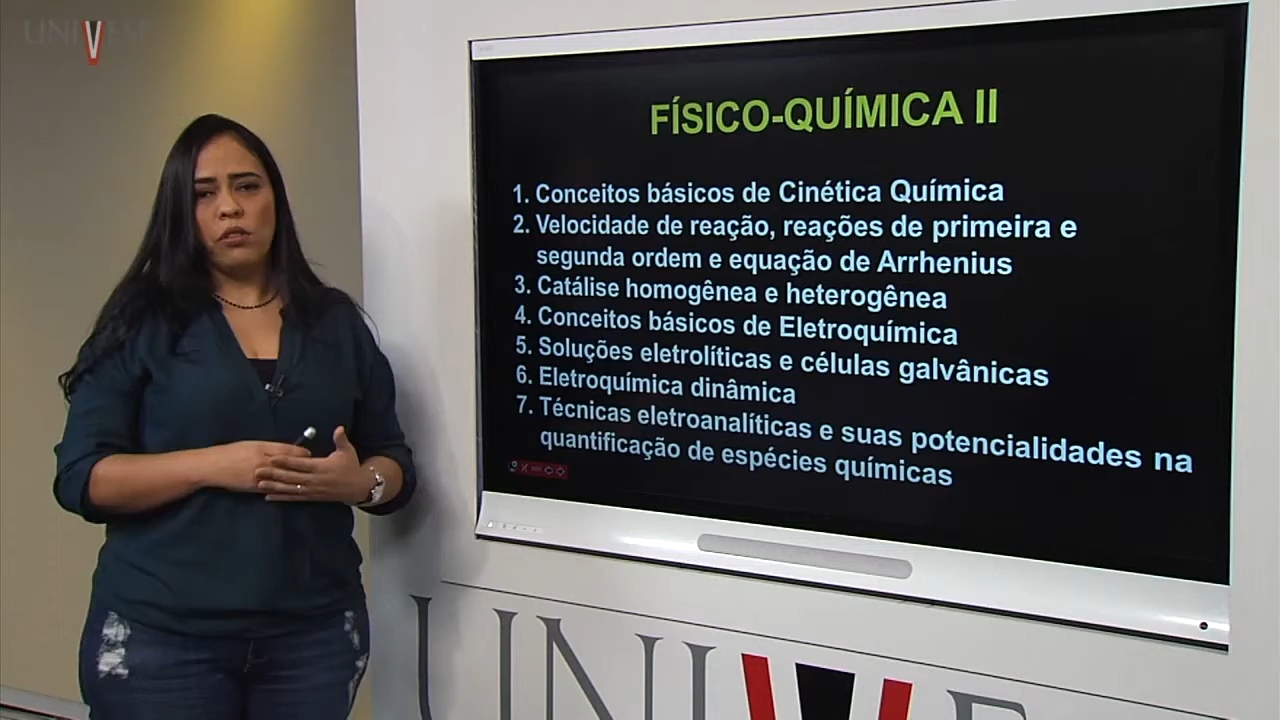 UNIVESP
FÍSICO-QUÍMICA II
1. Conceitos básicos de Cinética Química
2. Velocidade de reação, reações de primeira e
segunda ordem e equação de Arrhenius
3. Catálise homogênea e heterogênea
4. Conceitos básicos de Eletroquímica
5. Soluções eletrolíticas e células galvânicas
6. Eletroquímica dinâmica
7. Técnicas eletroanalíticas e suas potencialidades na
quantificação de espécies químicas
UNIVE